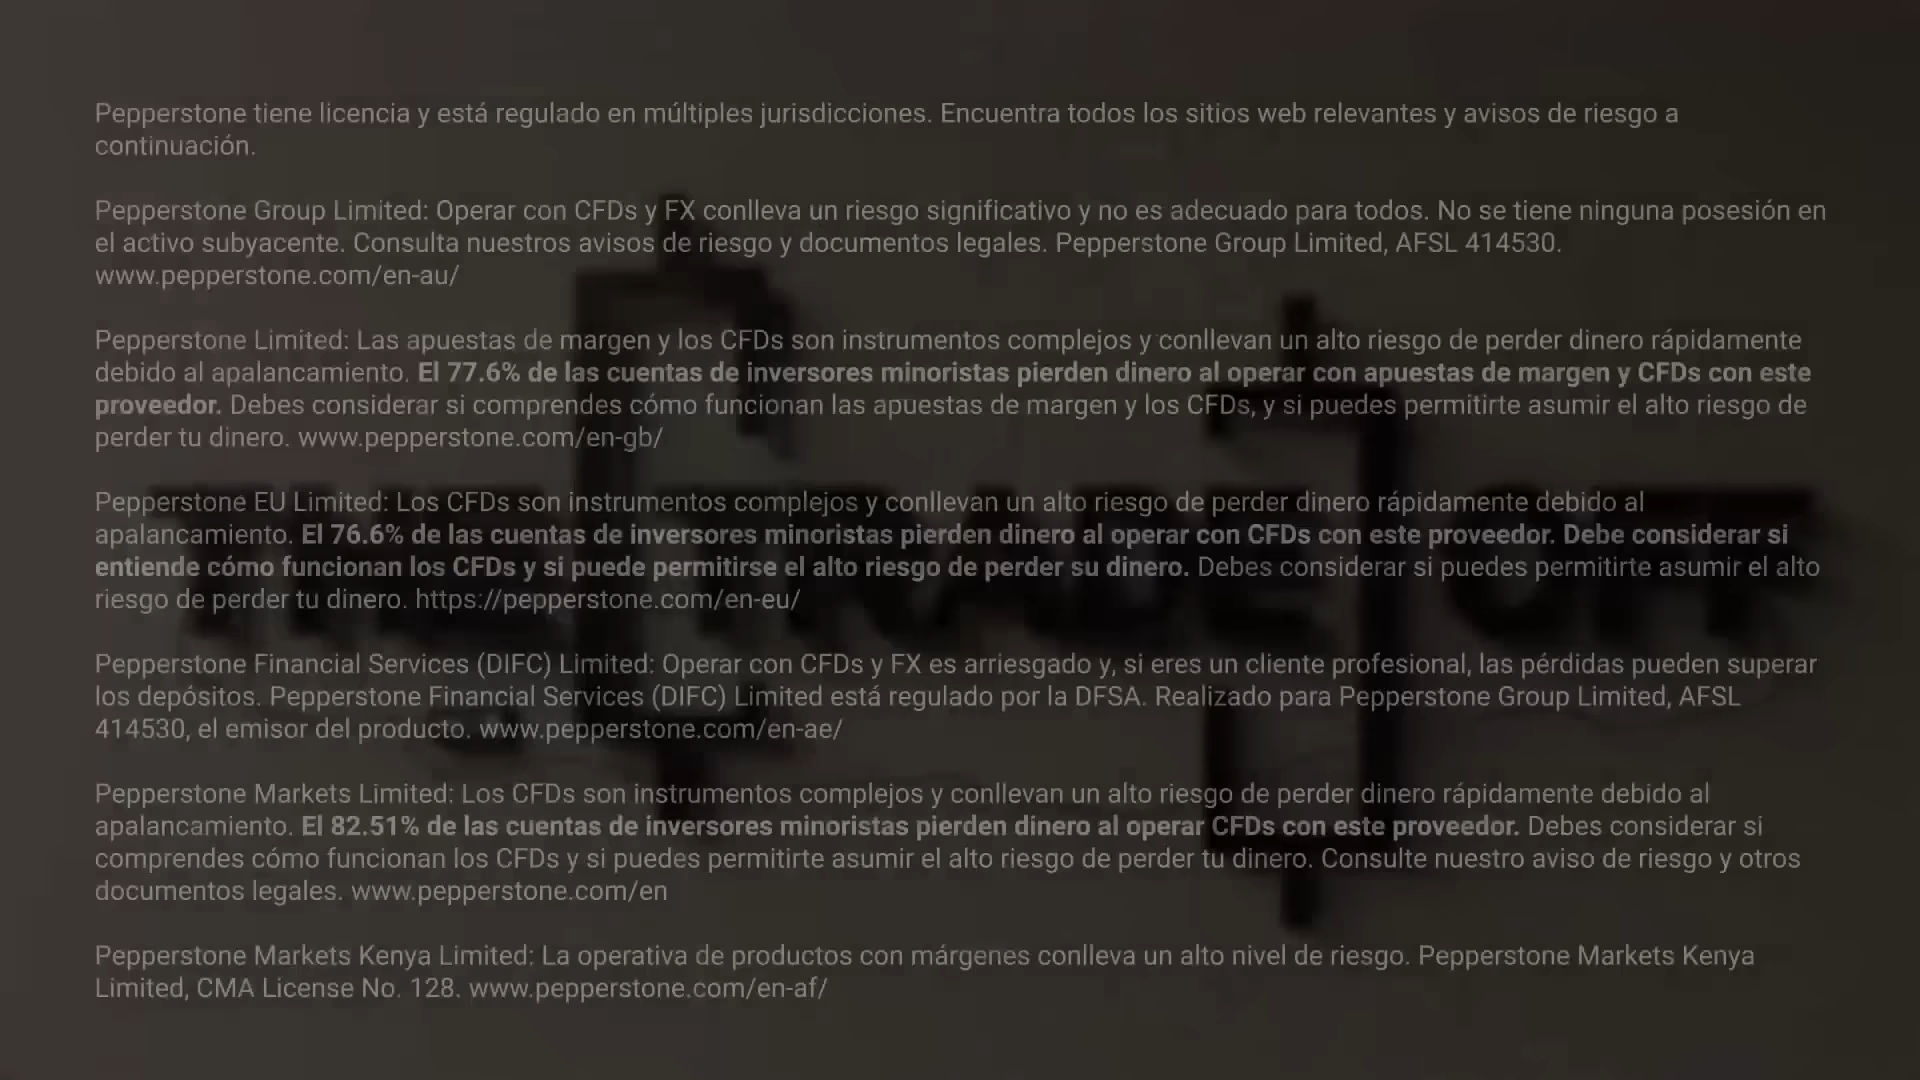 Pepperstone tiene licencia y está regulado en múltiples jurisdicciones. Encuentra todos los sitios web relevantes y avisos de riesgo a
continuación.
Pepperstone Group Limited: Operar con CFDs y FX conlleva un riesgo significativo y no es adecuado para todos. No se tiene ninguna posesión en
el activo subyacente. Consulta nuestros avisos de riesgo y documentos legales. Pepperstone Group Limited, AFSL 414530.
www.pepperstone.com/en-au/
Pepperstone Limited: Las apuestas de margen y los CFDs son instrumentos complejos y conllevan un alto riesgo de perder dinero rápidamente
debido al apalancamiento. El 77.6% de las cuentas de inversores minoristas pierden dinero al operar con apuestas de margen y CFDs con este
proveedor. Debes considerar si comprendes cómo funcionan las apuestas de margen y los CFDs, y si puedes permitirte asumir el alto riesgo de
perder tu dinero. www.pepperstone.com/en-gb/
Pepperstone EU Limited: Los CFDs son instrumentos complejos y conllevan un alto riesgo de perder dinero rápidamente debido al
apalancamiento. El 76.6% de las cuentas de inversores minoristas pierden dinero al operar con CFDs con este proveedor. Debe considerar si
entiende cómo funcionan los CFDs y si puede permitirse el alto riesgo de perder su dinero. Debes considerar si puedes permitirte asumir el alto
riesgo de perder tu dinero. https://pepperstone.com/en-eu/
Pepperstone Financial Services (DIFC) Limited: Operar con CFDs y FX es arriesgado y, si eres un cliente profesional, las pérdidas pueden superar
los depósitos. Pepperstone Financial Services (DIFC) Limited está regulado por la DFSA. Realizado para Pepperstone Group Limited, AFSL
414530, el emisor del producto. www.pepperstone.com/en-ae/
Pepperstone Markets Limited: Los CFDs son instrumentos complejos y conllevan un alto riesgo de perder dinero rápidamente debido al
apalancamiento. El 82.51% de las cuentas de inversores minoristas pierden dinero al operar CFDs con este proveedor. Debes considerar si
comprendes cómo funcionan los CFDs y si puedes permitirte asumir el alto riesgo de perder tu dinero. Consulte nuestro aviso de riesgo y otros
documentos legales. www.pepperstone.com/en
Pepperstone Markets Kenya Limited: La operativa de productos con márgenes conlleva un alto nivel de riesgo. Pepperstone Markets Kenya
Limited, CMA License No. 128. www.pepperstone.com/en-af/
THE TRADE OFF